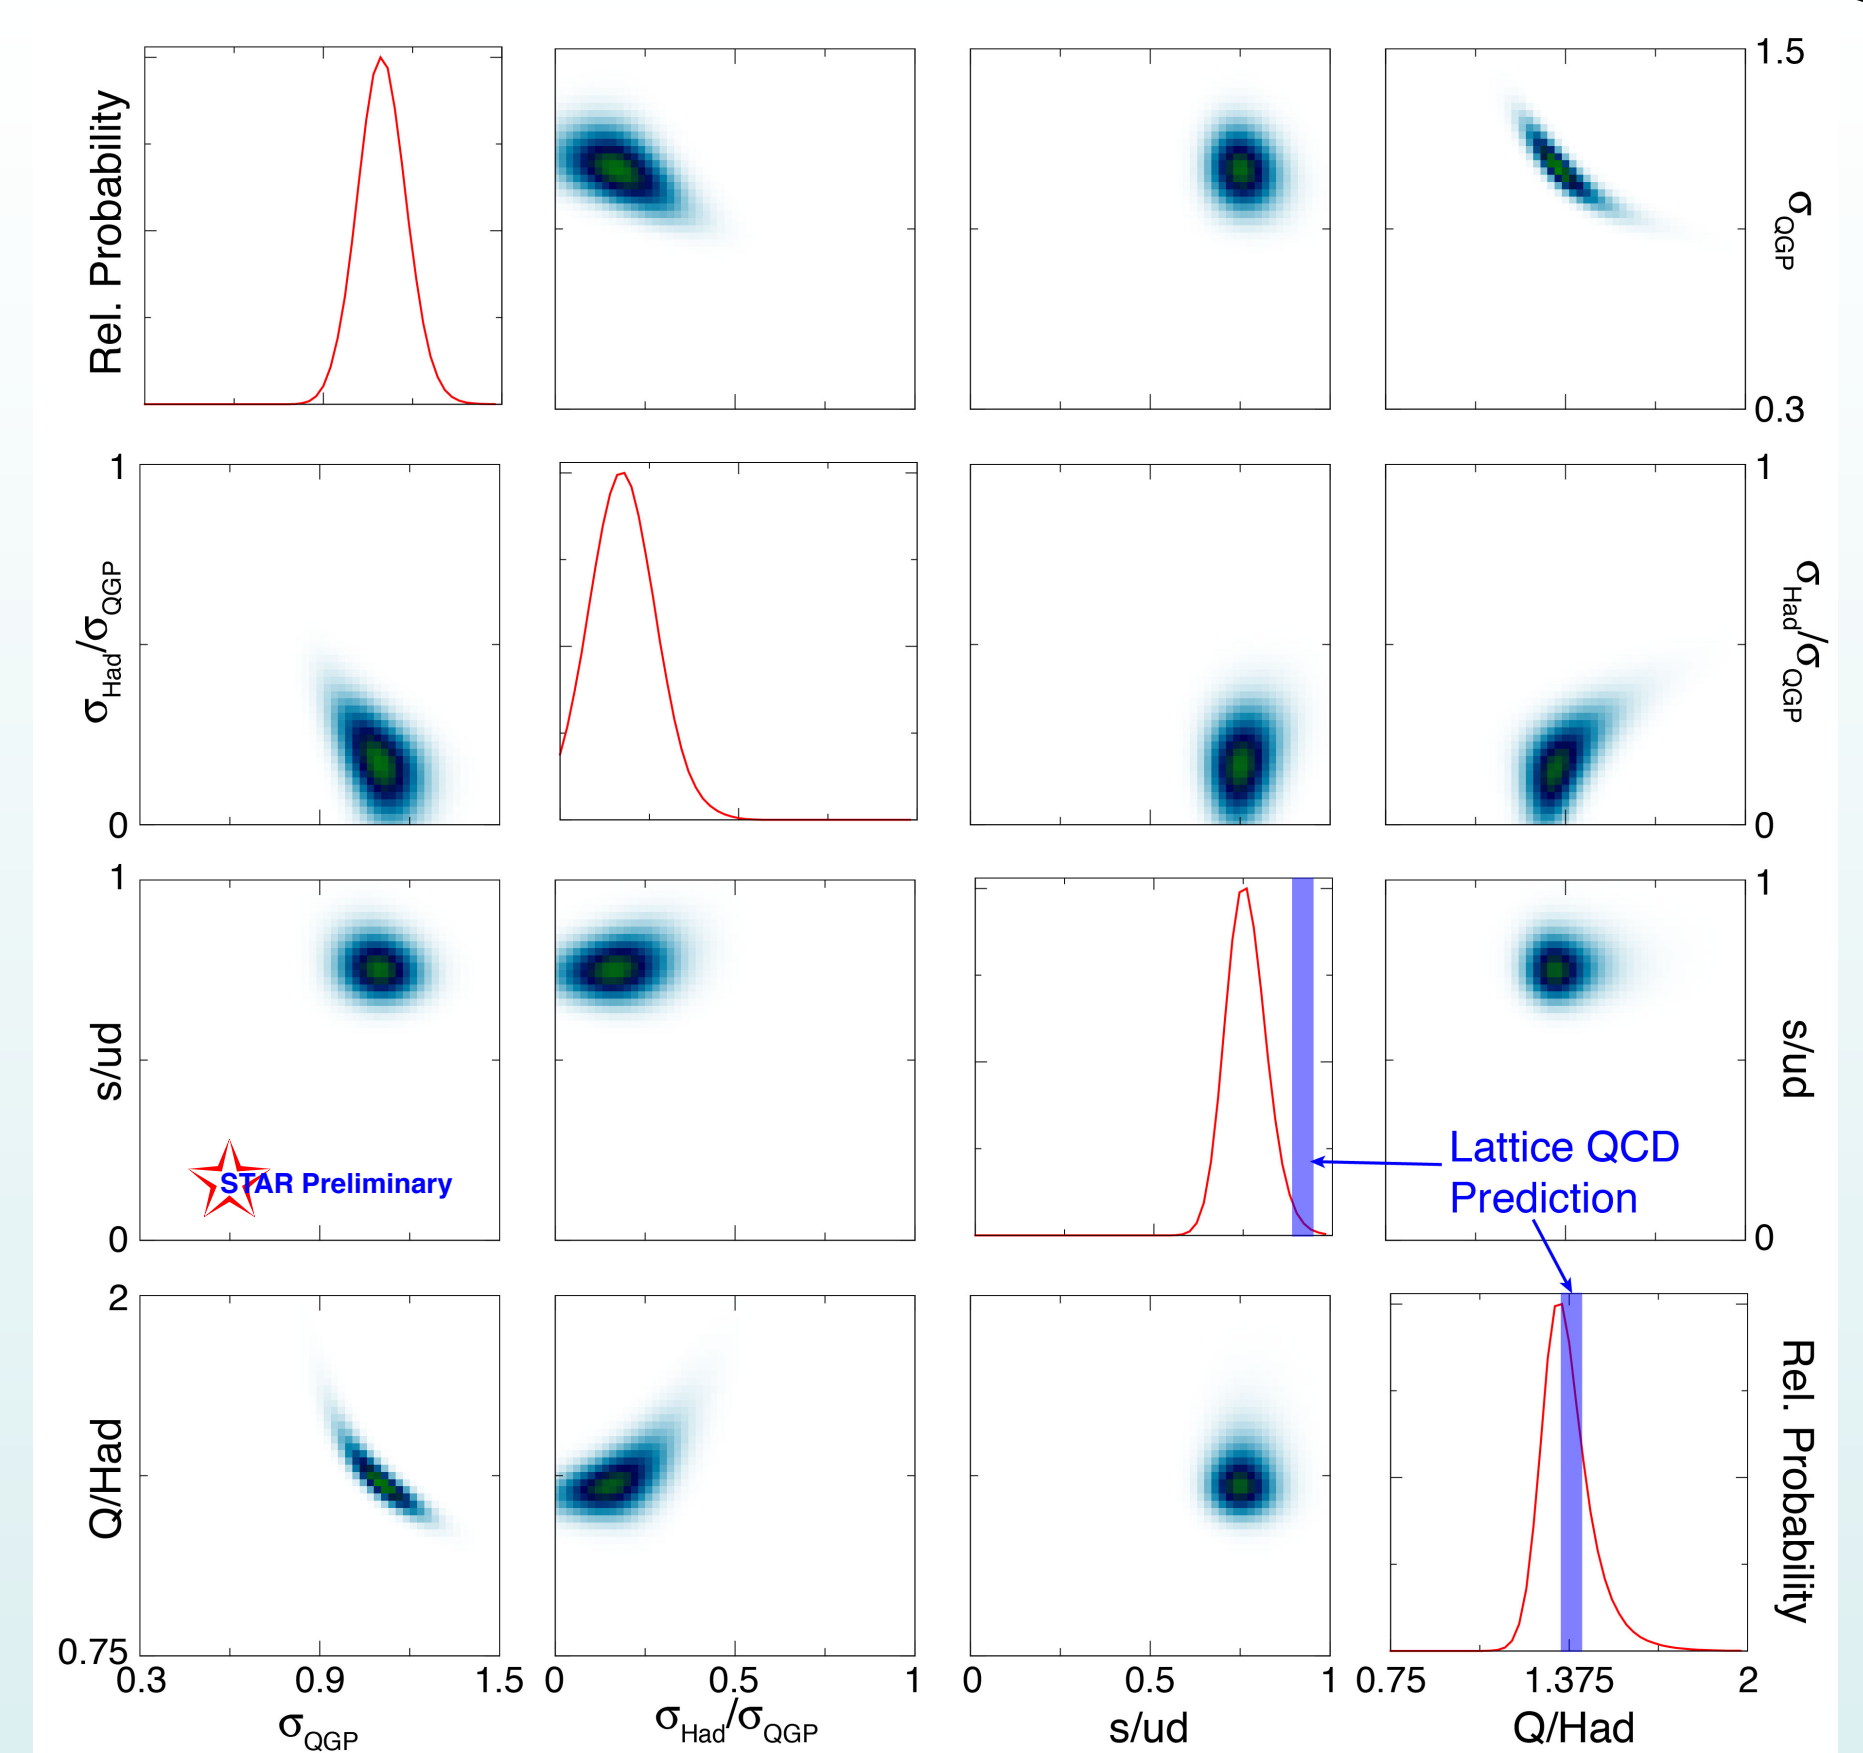 Rel. Probability
1.5
σQGP
0.3
1
σHad/σQGP
0
1
σHad/σQGP
0
1
s/ud
0
STAR Preliminary
1
s/ud
0
Lattice QCD
Prediction
2
Q/Had
0.75
Rel. Probability
0.3 0.9 1.5 0 0.5 1 0 0.5 1 0.75 1.375 2
σQGP σHad/σQGP s/ud Q/Had